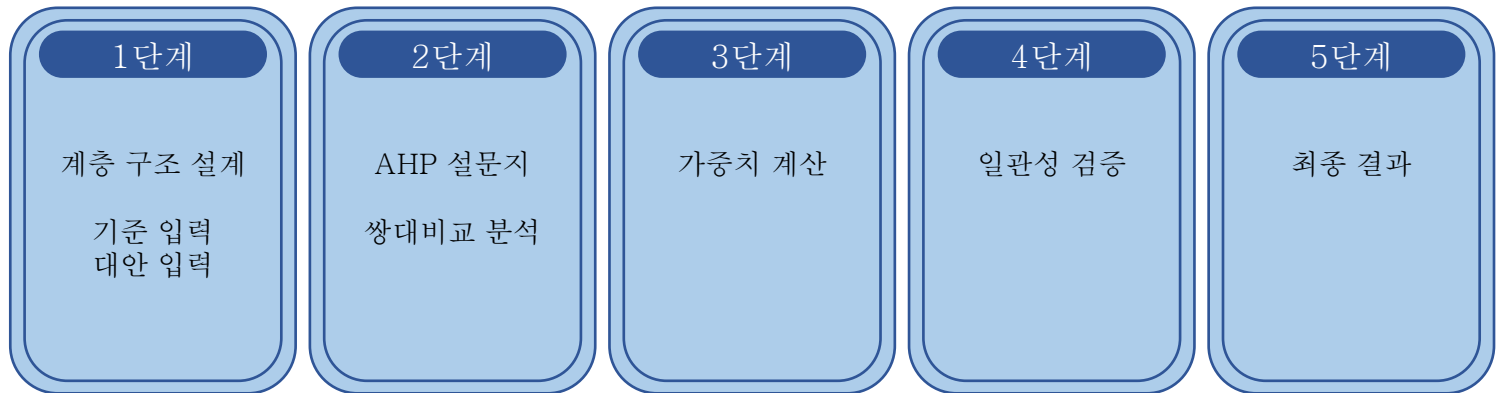 1단계
계층 구조 설계
기준 입력
대안 입력
2단계
AHP 설문지
쌍대비교 분석
3단계
가중치 계산
4단계
일관성 검증
5단계
최종 결과